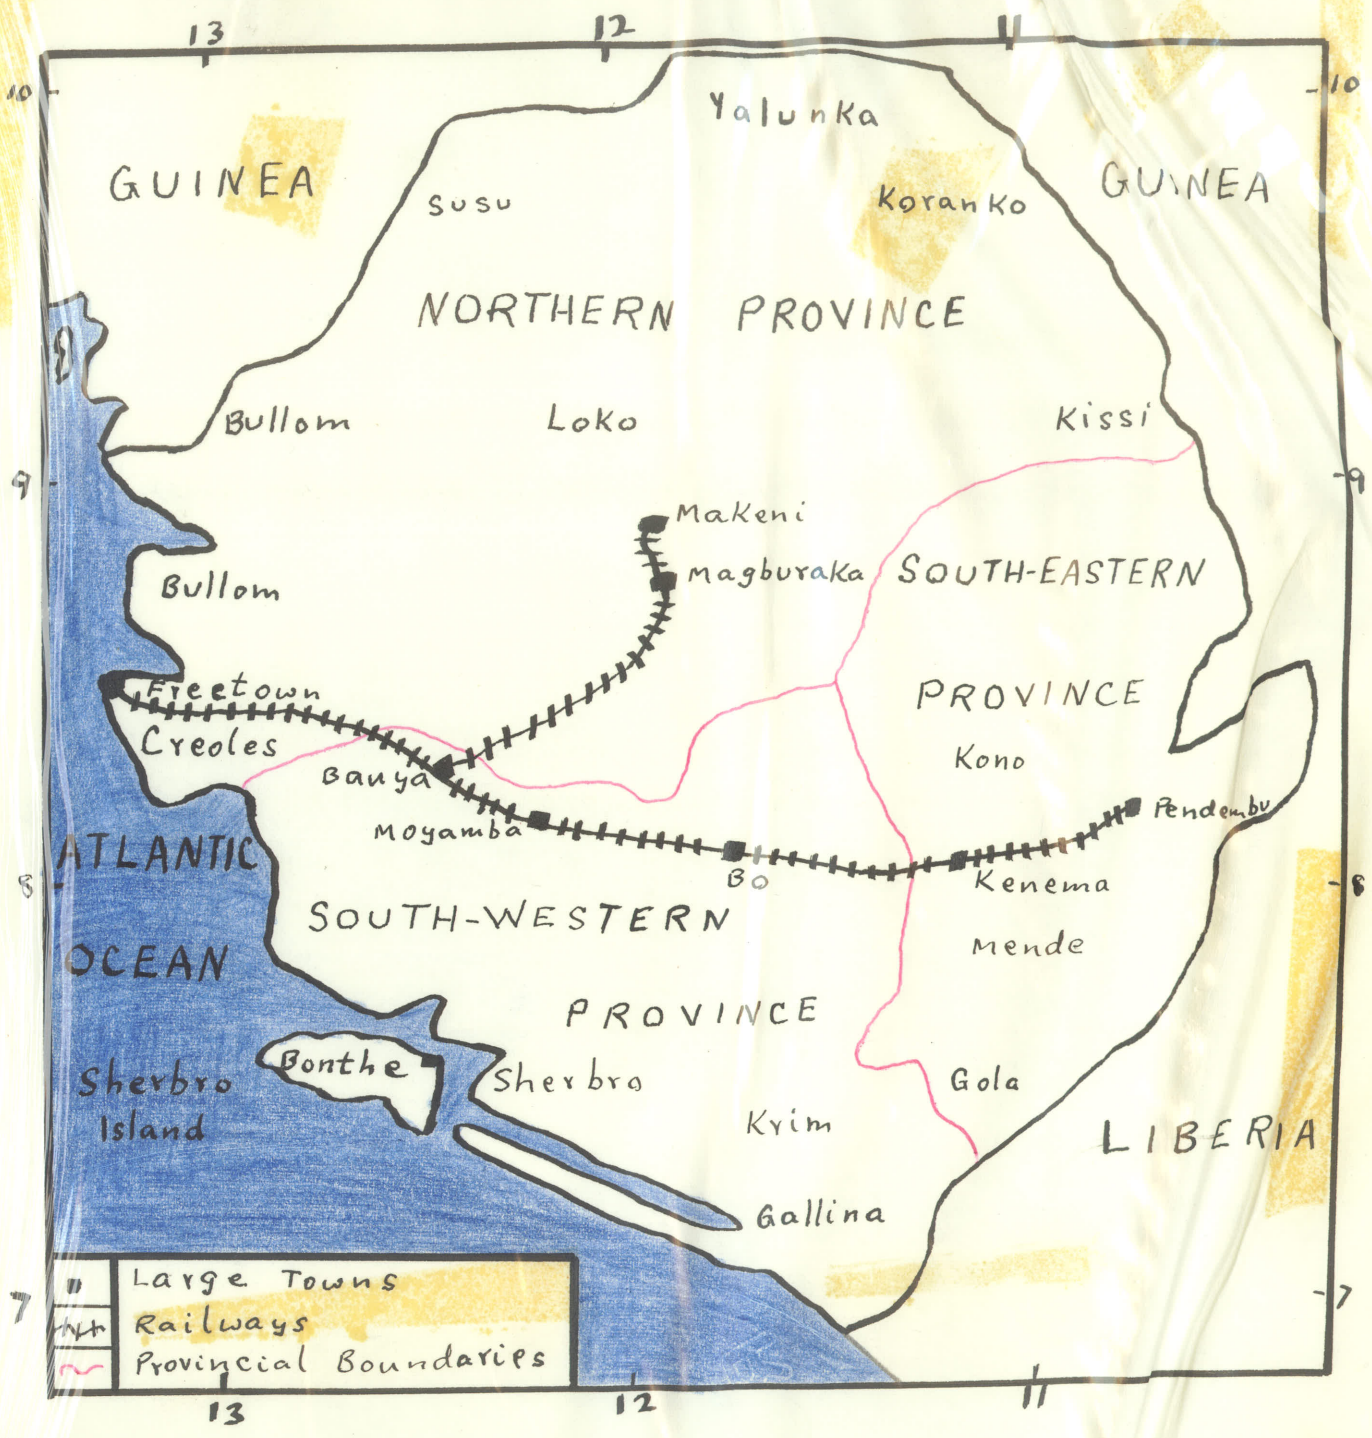 13 12 11
10 10
Yalunka
GUINEA GUINEA
Susu Koranko
NORTHERN PROVINCE
Bullom Loko Kissi
9 9
Makeni
Magburaka SOUTH-EASTERN
Bullom
Freetown PROVINCE
Creoles
Kono
Bauya
Pendembu
Moyamba
ATLANTIC
8 Bo Kenema 8
SOUTH-WESTERN
Mende
OCEAN
PROVINCE
Bonthe
Sherbro Sherbro Gola
Island Krim
LIBERIA
Gallina
Large Towns
7 Railways 7
Provincial Boundaries
13 12 11